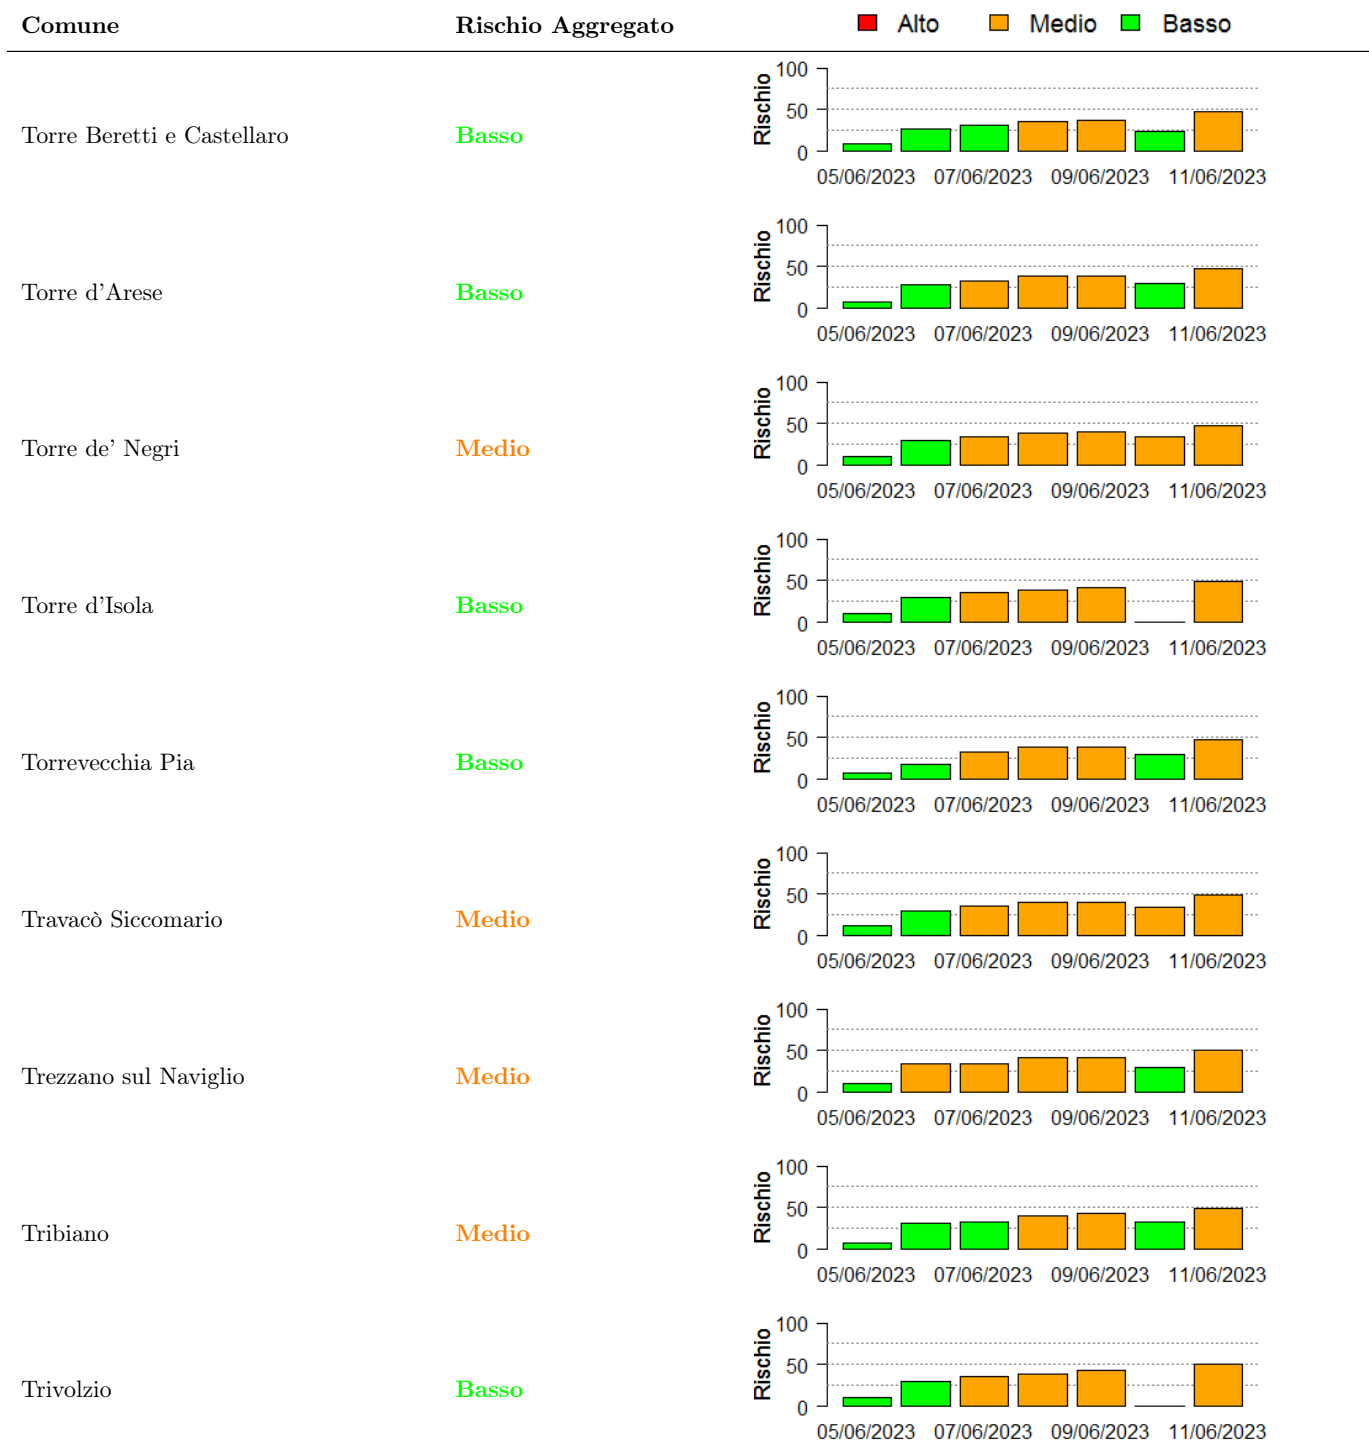 Comune Rischio Aggregato Alto Medio Basso
Torre Beretti e Castellaro Basso
Rischio
100
50
0
05/06/2023 07/06/2023 09/06/2023 11/06/2023
Torre d'Arese Basso
Rischio
100
50
0
05/06/2023 07/06/2023 09/06/2023 11/06/2023
Torre de' Negri Medio
Rischio
100
50
0
05/06/2023 07/06/2023 09/06/2023 11/06/2023
Torre d'Isola Basso
Rischio
100
50
0
05/06/2023 07/06/2023 09/06/2023 11/06/2023
Torrevecchia Pia Basso
Rischio
100
50
0
05/06/2023 07/06/2023 09/06/2023 11/06/2023
Travacò Siccomario Medio
Rischio
100
50
0
05/06/2023 07/06/2023 09/06/2023 11/06/2023
Trezzano sul Naviglio Medio
Rischio
100
50
0
05/06/2023 07/06/2023 09/06/2023 11/06/2023
Tribiano Medio
Rischio
100
50
0
05/06/2023 07/06/2023 09/06/2023 11/06/2023
Trivolzio Basso
Rischio
100
50
0
05/06/2023 07/06/2023 09/06/2023 11/06/2023